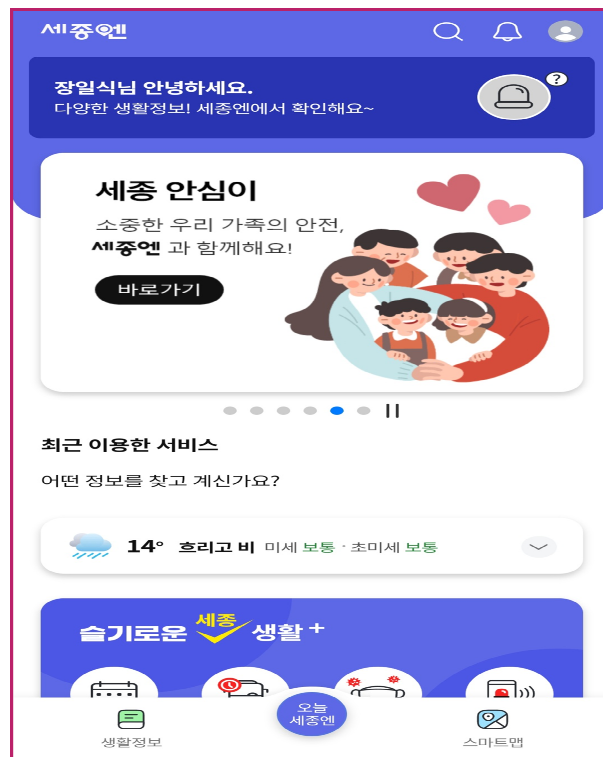 세종엔
장일식님 안녕하세요.
다양한 생활정보! 세종엔에서 확인해요~
?
세종 안심이
소중한 우리 가족의 안전,
세종엔 과 함께해요!
바로가기
최근 이용한 서비스
어떤 정보를 찾고 계신가요?
14° 흐리고 비 미세 보통 · 초미세 보통
슬기로운 세종 생활+
오늘
세종엔
생활정보
스마트맵